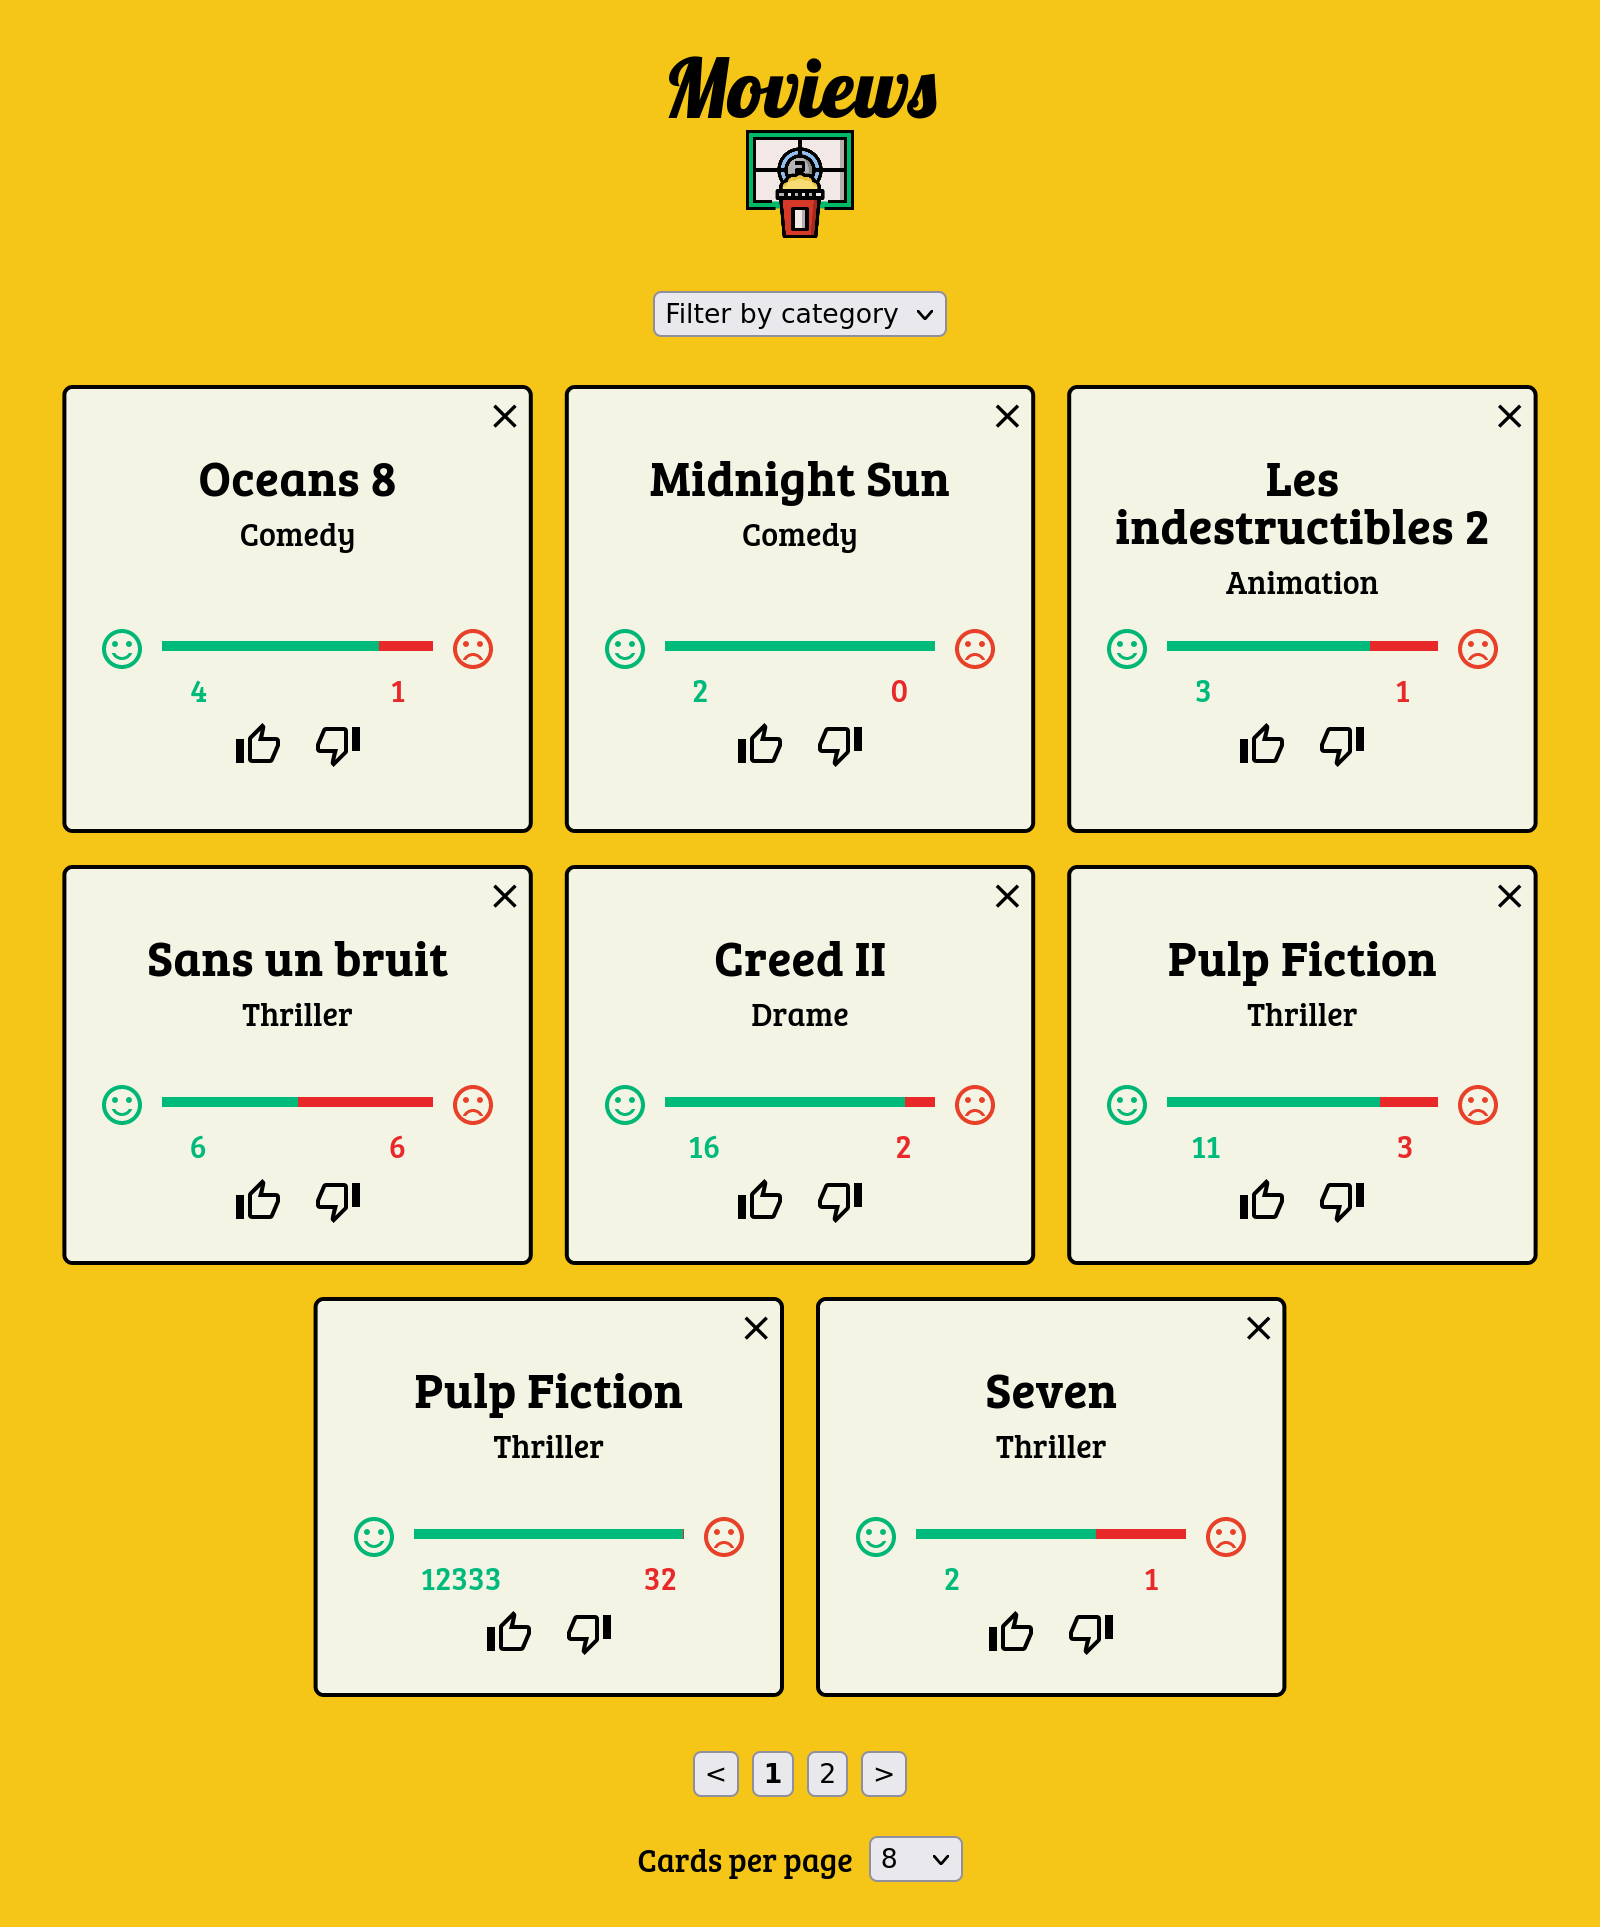 Moviews
Filter by category
Oceans 8
Comedy
4 1
Midnight Sun
Comedy
2 0
Les
indestructibles 2
Animation
3 1
Sans un bruit
Thriller
6 6
Creed II
Drame
16 2
Pulp Fiction
Thriller
11 3
Pulp Fiction
Thriller
12333 32
Seven
Thriller
2 1
< 1 2 >
Cards per page 8